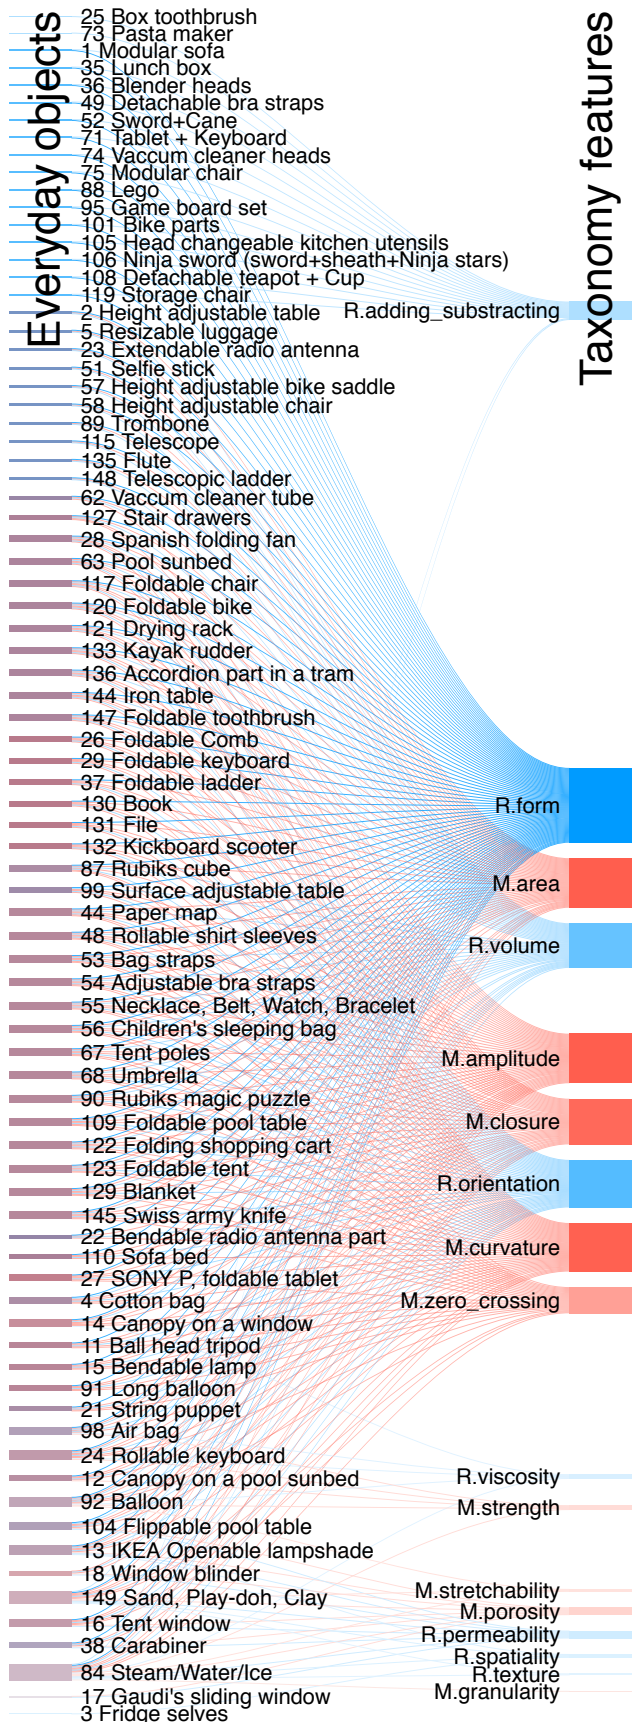 Everyday objects
25 Box toothbrush
73 Pasta maker
1 Modular sofa
35 Lunch box
36 Blender heads
49 Detachable bra straps
52 Sword+Cane
71 Tablet + Keyboard
74 Vaccum cleaner heads
75 Modular chair
88 Lego
95 Game board set
101 Bike parts
105 Head changeable kitchen utensils
106 Ninja sword (sword+sheath+Ninja stars)
108 Detachable teapot + Cup
119 Storage chair
2 Height adjustable table
5 Resizable luggage
23 Extendable radio antenna
51 Selfie stick
57 Height adjustable bike saddle
58 Height adjustable chair
89 Trombone
115 Telescope
135 Flute
148 Telescopic ladder
62 Vaccum cleaner tube
127 Stair drawers
28 Spanish folding fan
63 Pool sunbed
117 Foldable chair
120 Foldable bike
121 Drying rack
133 Kayak rudder
136 Accordion part in a tram
144 Iron table
147 Foldable toothbrush
26 Foldable Comb
29 Foldable keyboard
37 Foldable ladder
130 Book
131 File
132 Kickboard scooter
87 Rubiks cube
99 Surface adjustable table
44 Paper map
48 Rollable shirt sleeves
53 Bag straps
54 Adjustable bra straps
55 Necklace, Belt, Watch, Bracelet
56 Children's sleeping bag
67 Tent poles
68 Umbrella
90 Rubiks magic puzzle
109 Foldable pool table
122 Folding shopping cart
123 Foldable tent
129 Blanket
145 Swiss army knife
22 Bendable radio antenna part
110 Sofa bed
27 SONY P, foldable tablet
4 Cotton bag
14 Canopy on a window
11 Ball head tripod
15 Bendable lamp
91 Long balloon
21 String puppet
98 Air bag
24 Rollable keyboard
12 Canopy on a pool sunbed
92 Balloon
104 Flippable pool table
13 IKEA Openable lampshade
18 Window blinder
149 Sand, Play-doh, Clay
16 Tent window
38 Carabiner
84 Steam/Water/Ice
17 Gaudi's sliding window
3 Fridge selves
Taxonomy features
R.adding_substracting
R.form
M.area
R.volume
M.amplitude
M.closure
R.orientation
M.curvature
M.zero_crossing
R.viscosity
M.strength
M.stretchability
M.porosity
R.permeability
R.spatiality
R.texture
M.granularity